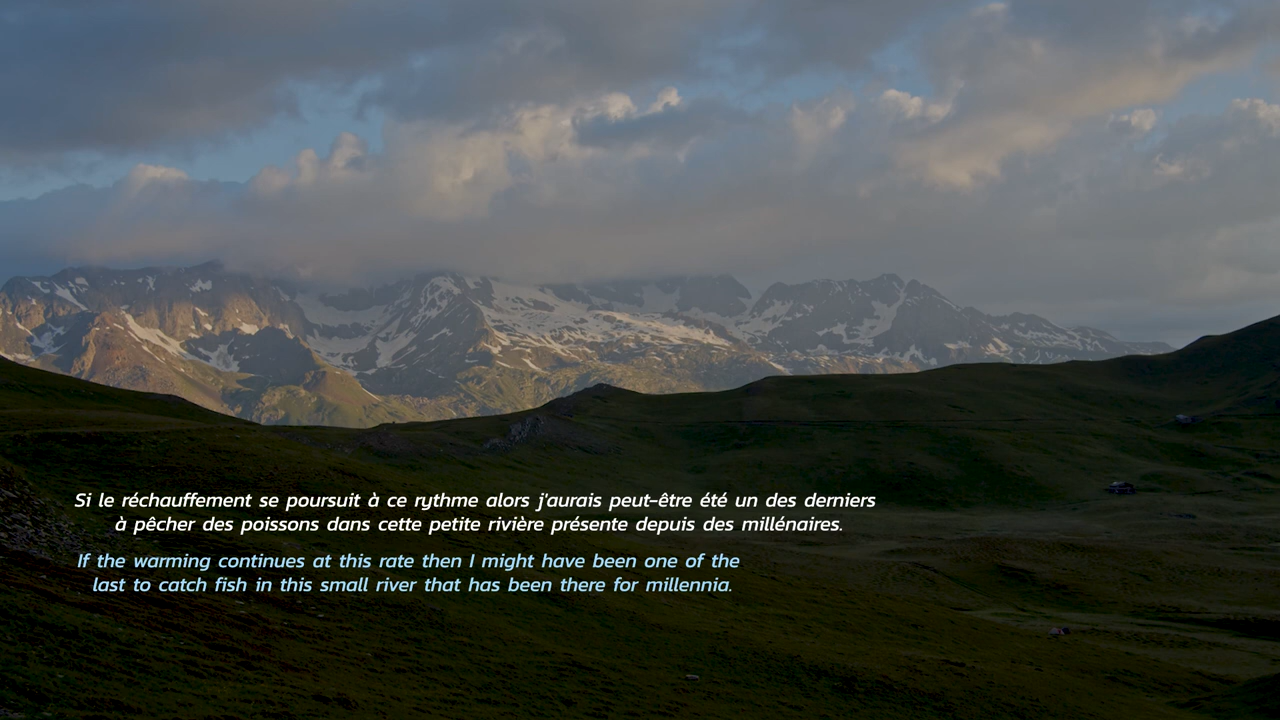 Si le réchauffement se poursuit à ce rythme alors j'aurais peut-être été un des derniers
à pêcher des poissons dans cette petite rivière présente depuis des millénaires.
If the warming continues at this rate then I might have been one of the
last to catch fish in this small river that has been there for millennia.